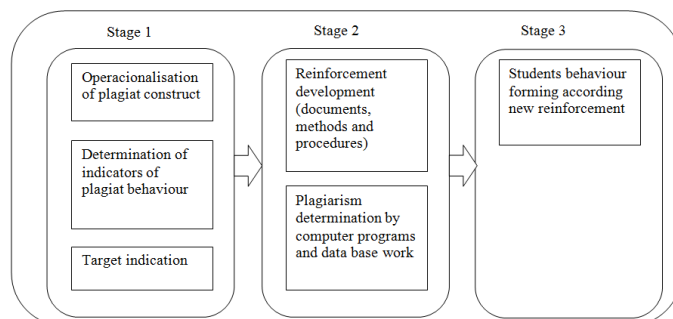 Stage 1
Stage 2
Stage 3
Operacionalisation
of plagiat construct
Determination of
indicators of
plagiat behaviour
Target indication
Reinforcement
development
(documents,
methods and
procedures)
Plagiarism
determination by
computer programs
and data base work
Students behaviour
forming according
new reinforcement